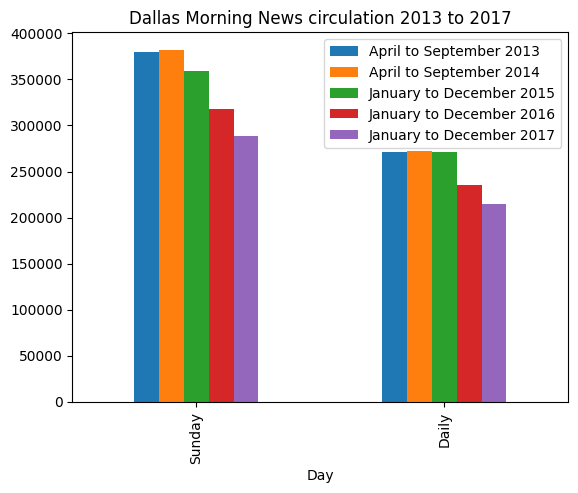 Dallas Morning News circulation 2013 to 2017
400000
350000
300000
250000
200000
150000
100000
50000
0
April to September 2013
April to September 2014
January to December 2015
January to December 2016
January to December 2017
Sunday
Daily
Day